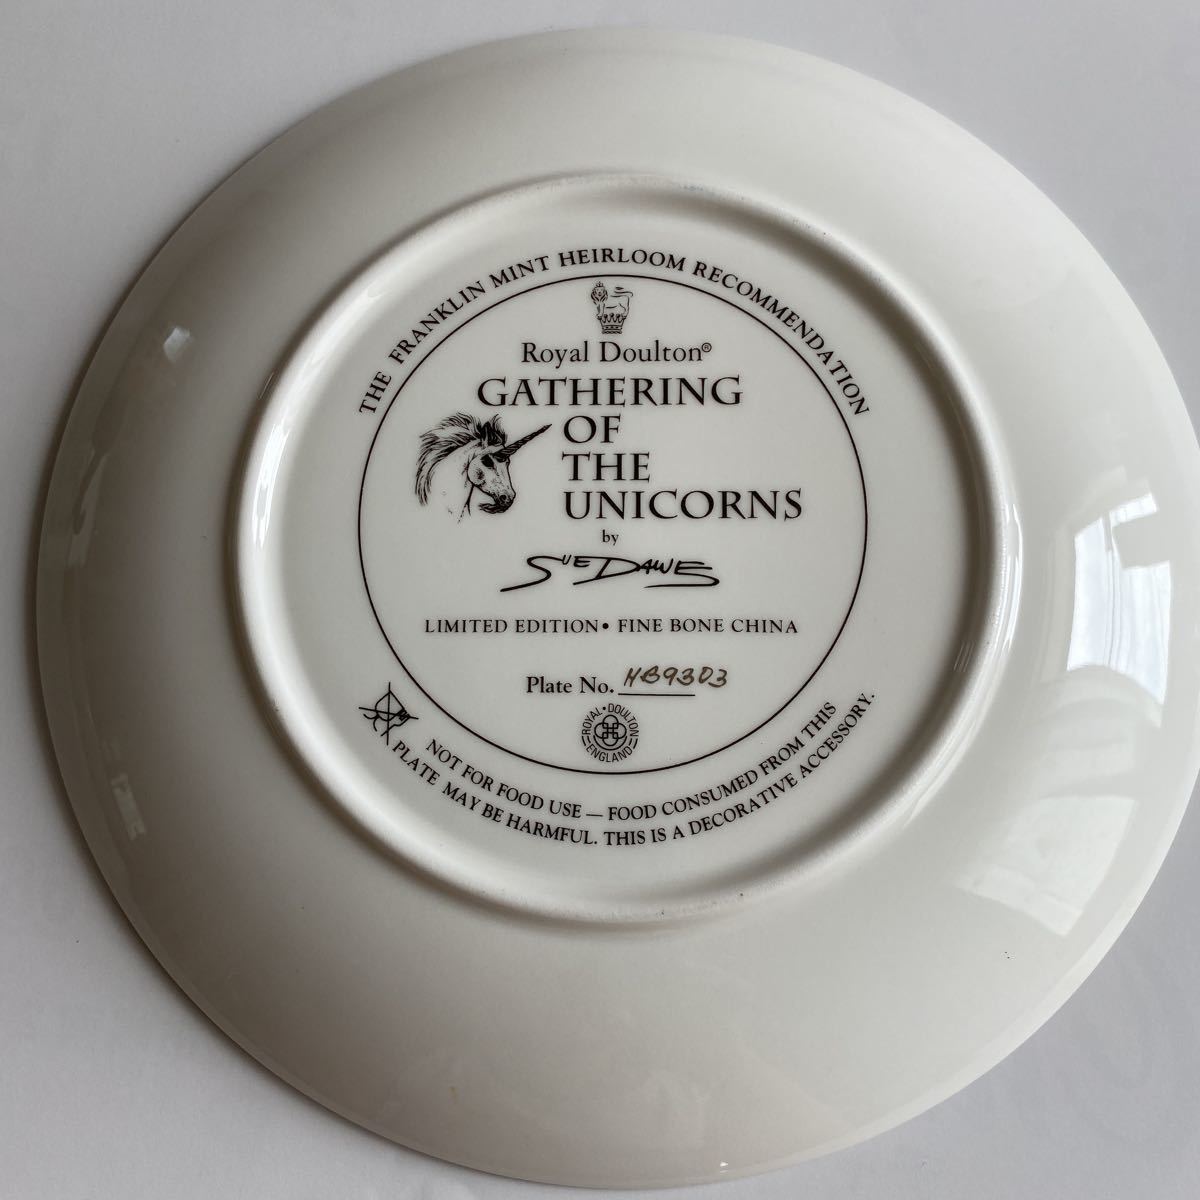 THE FRANKLIN MINT HEIRLOOM RECOMMENDATION
Royal Doulton®
GATHERING
OF
THE
UNICORNS
by
SUE DAWE
LIMITED EDITION • FINE BONE CHINA
Plate No. HB9303
ROYAL • DOULTON
ENGLAND
NOT FOR FOOD USE — FOOD CONSUMED FROM THIS
PLATE MAY BE HARMFUL. THIS IS A DECORATIVE ACCESSORY.